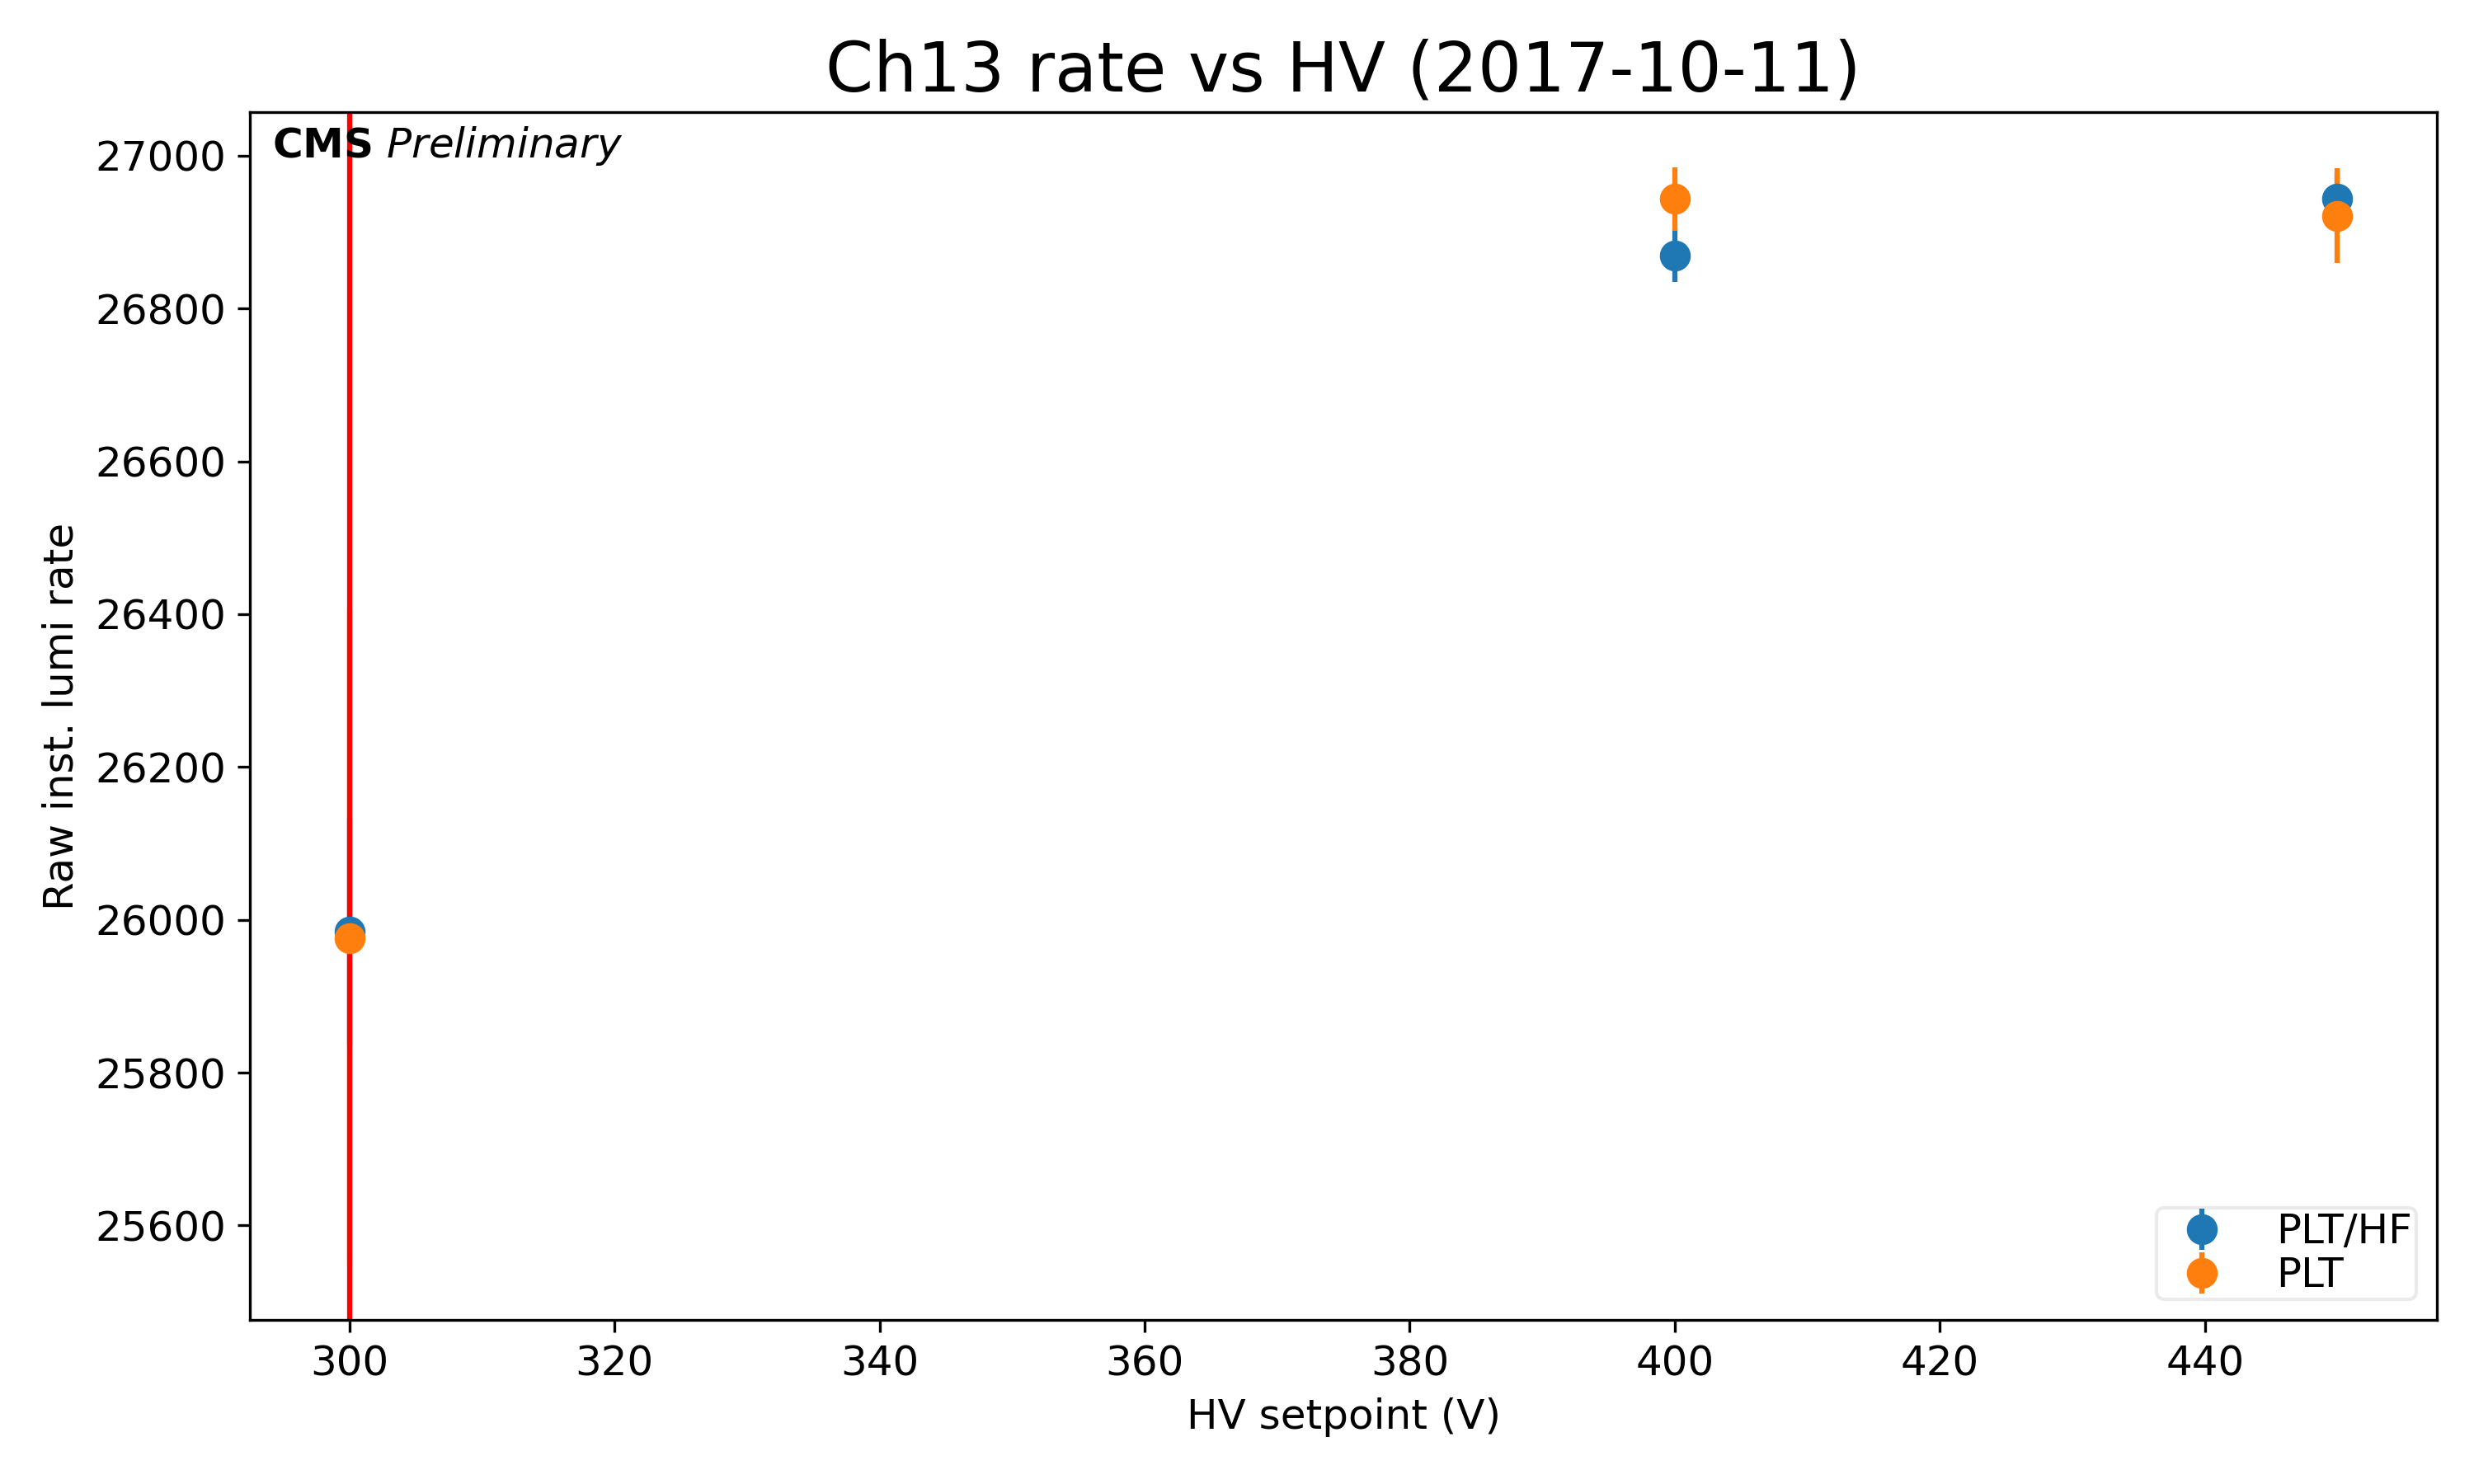 Ch13 rate vs HV (2017-10-11)
CMS Preliminary
27000
26800
26600
26400
26200
26000
25800
25600
Raw inst. lumi rate
PLT/HF
PLT
300 320 340 360 380 400 420 440
HV setpoint (V)